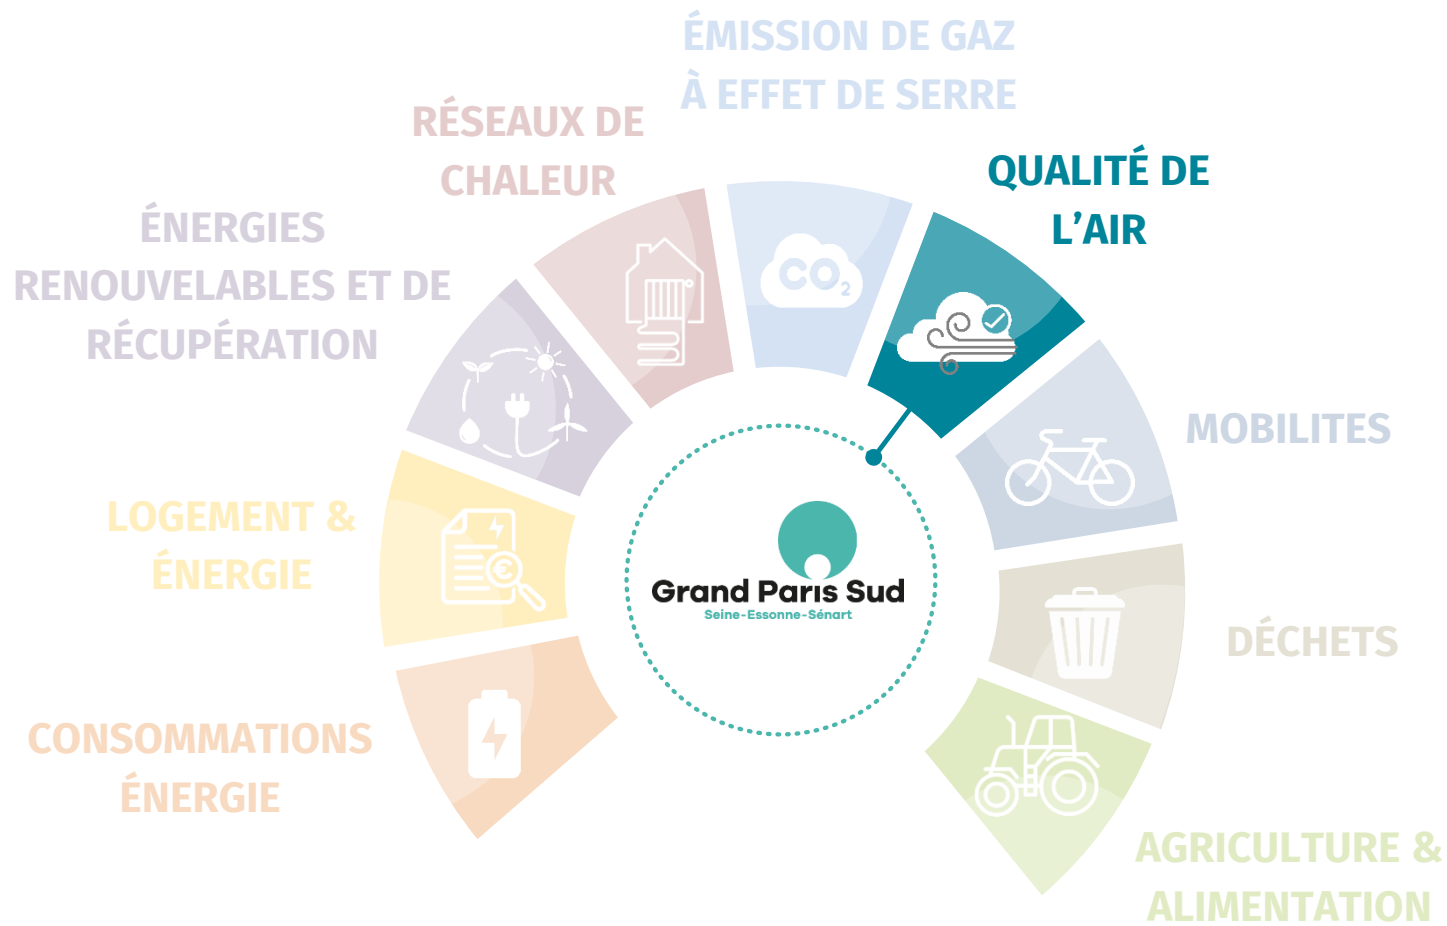 CONSOMMATIONS
ÉNERGIE
LOGEMENT &
ÉNERGIE
ÉNERGIES
RENOUVELABLES ET DE
RÉCUPÉRATION
RÉSEAUX DE
CHALEUR
ÉMISSION DE GAZ
À EFFET DE SERRE
CO₂
QUALITÉ DE
L’AIR
MOBILITES
DÉCHETS
AGRICULTURE &
ALIMENTATION
€
Grand Paris Sud
Seine-Essonne-Sénart